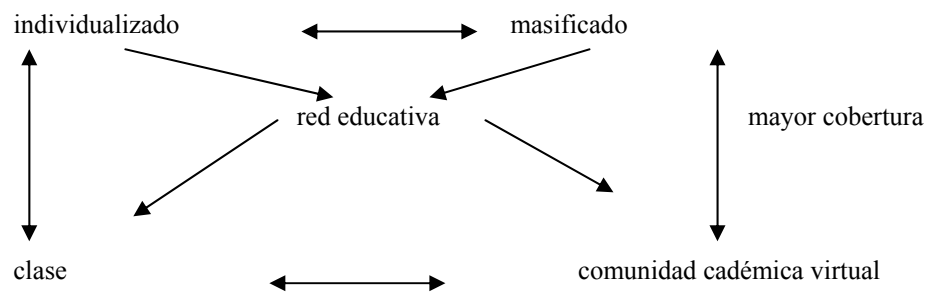 individualizado masificado
red educativa mayor cobertura
clase comunidad cadémica virtual